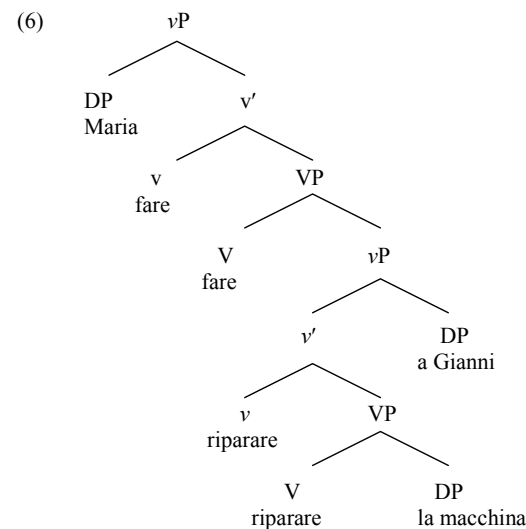 (6) vP
DP v′
Maria
v VP
fare
V vP
fare
v′ DP
a Gianni
v VP
riparare
V DP
riparare la macchina